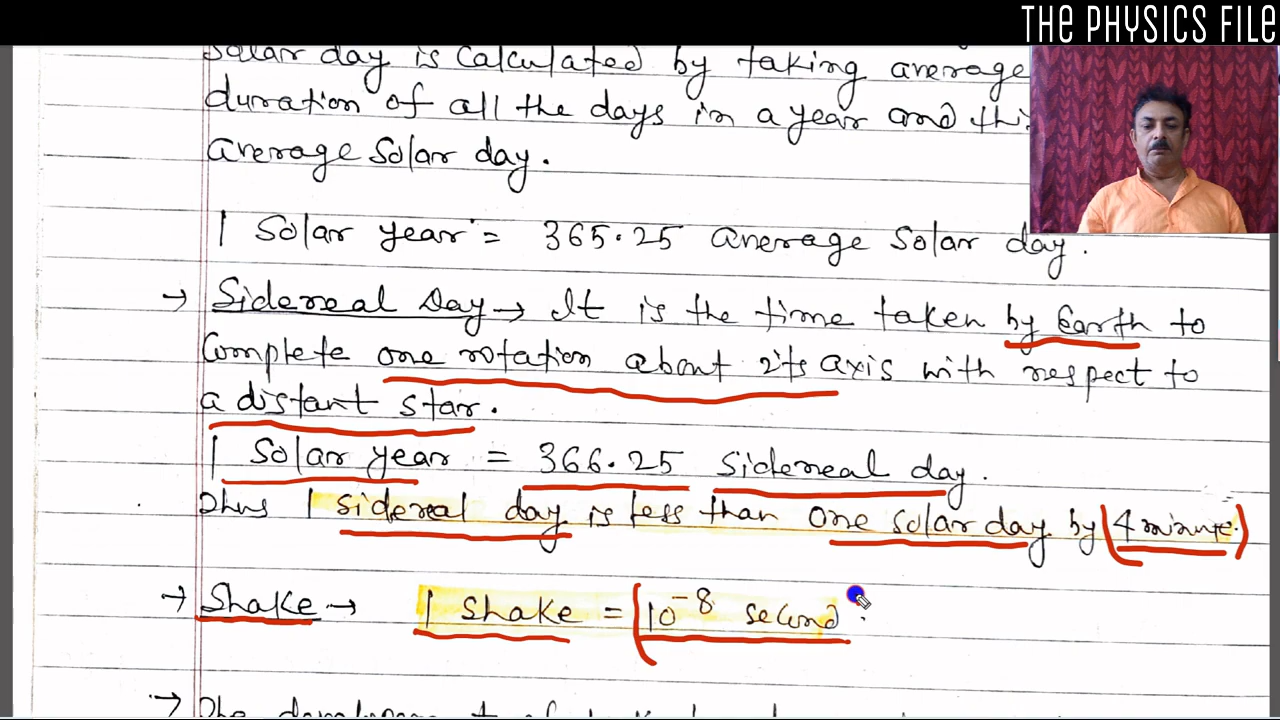 THE PHYSICS FILE
Solar day is calculated by taking average
duration of all the days in a year and thi
average solar day.
1 Solar year = 365.25 average solar day.
→ Sidereal Day → It is the time taken by Earth to
Complete one rotation about its axis with respect to
a distant star.
1 Solar year = 366.25 Sidereal day.
Thus 1 sidereal day is less than one solar day by (4 minute.)
→ Shake → 1 Shake = 10⁻⁸ second.
→ The